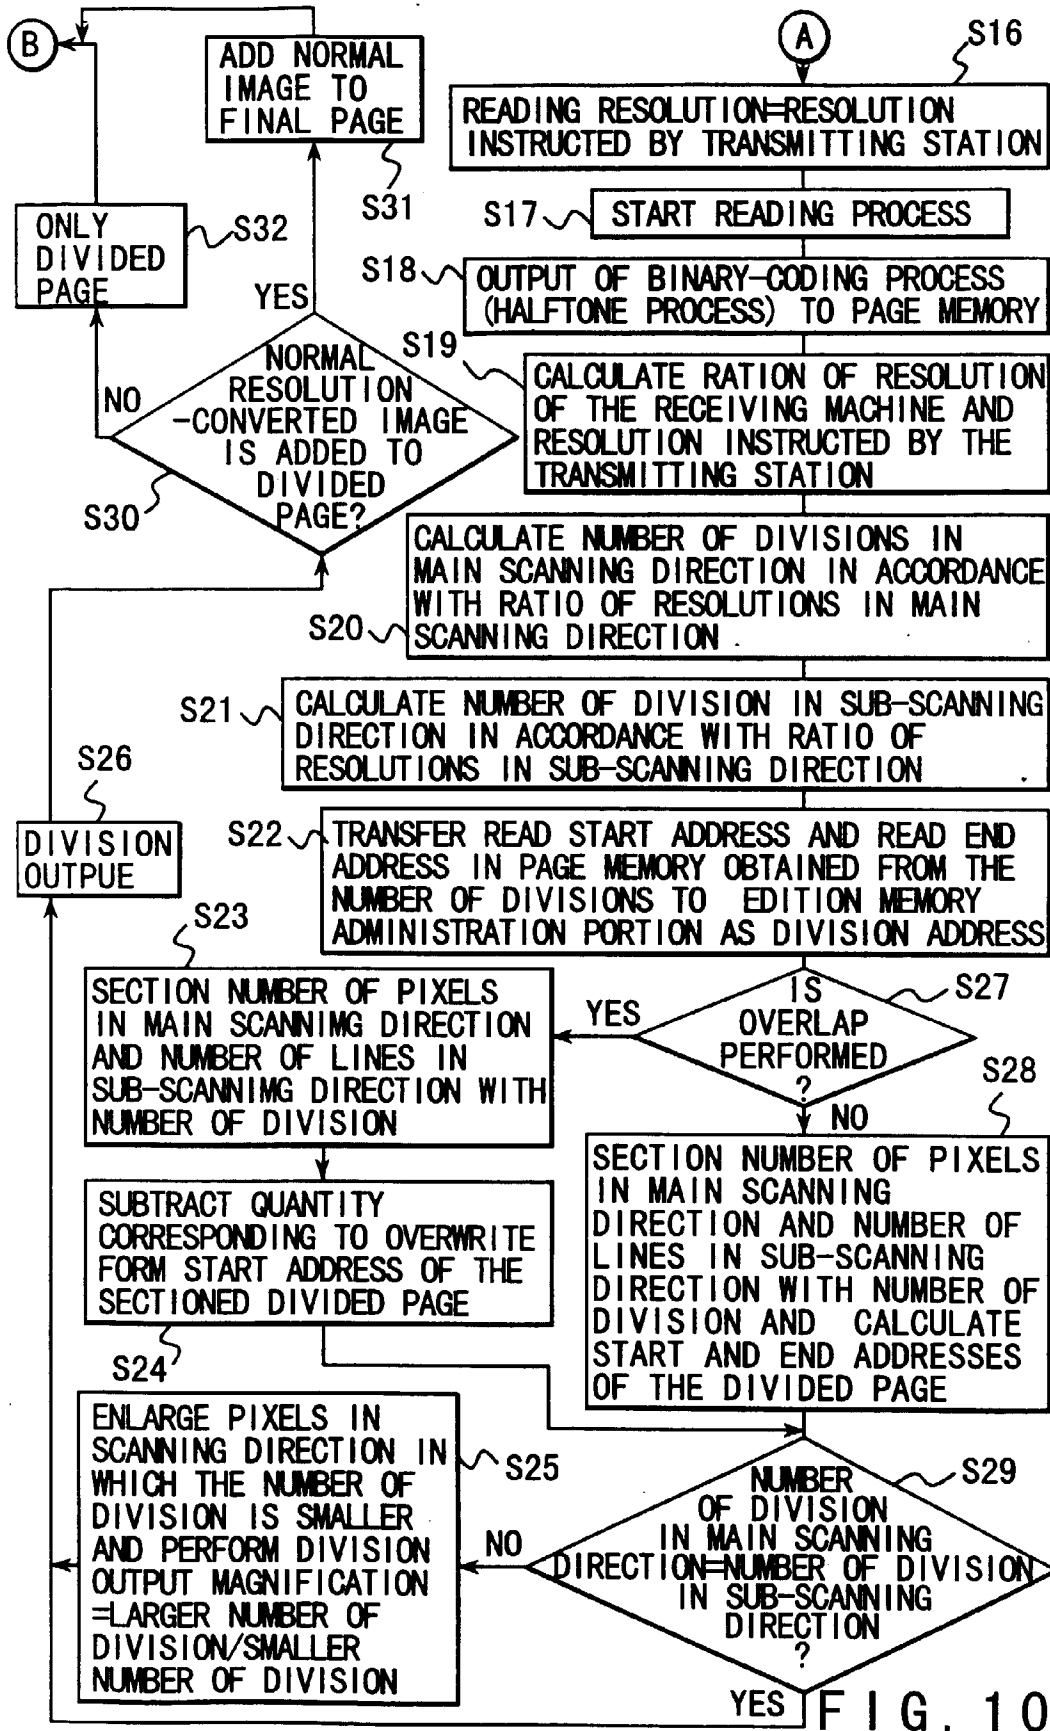 A
S16
READING RESOLUTION=RESOLUTION
INSTRUCTED BY TRANSMITTING STATION
S17
START READING PROCESS
S18
OUTPUT OF BINARY-CODING PROCESS
(HALFTONE PROCESS) TO PAGE MEMORY
S19
CALCULATE RATION OF RESOLUTION
OF THE RECEIVING MACHINE AND
RESOLUTION INSTRUCTED BY THE
TRANSMITTING STATION
S20
CALCULATE NUMBER OF DIVISIONS IN
MAIN SCANNING DIRECTION IN ACCORDANCE
WITH RATIO OF RESOLUTIONS IN MAIN
SCANNING DIRECTION
S21
CALCULATE NUMBER OF DIVISION IN SUB-SCANNING
DIRECTION IN ACCORDANCE WITH RATIO OF
RESOLUTIONS IN SUB-SCANNING DIRECTION
S22
TRANSFER READ START ADDRESS AND READ END
ADDRESS IN PAGE MEMORY OBTAINED FROM THE
NUMBER OF DIVISIONS TO EDITION MEMORY
ADMINISTRATION PORTION AS DIVISION ADDRESS
S27
IS
OVERLAP
PERFORMED
?
YES
NO
S23
SECTION NUMBER OF PIXELS
IN MAIN SCANNIMG DIRECTION
AND NUMBER OF LINES IN
SUB-SCANNIMG DIRECTION WITH
NUMBER OF DIVISION
SUBTRACT QUANTITY
CORRESPONDING TO OVERWRITE
FORM START ADDRESS OF THE
SECTIONED DIVIDED PAGE
S24
S28
SECTION NUMBER OF PIXELS
IN MAIN SCANNING
DIRECTION AND NUMBER OF
LINES IN SUB-SCANNING
DIRECTION WITH NUMBER OF
DIVISION AND CALCULATE
START AND END ADDRESSES
OF THE DIVIDED PAGE
S29
NUMBER
OF DIVISION
IN MAIN SCANNING
DIRECTION=NUMBER OF DIVISION
IN SUB-SCANNING
DIRECTION
?
NO
YES
S25
ENLARGE PIXELS IN
SCANNING DIRECTION IN
WHICH THE NUMBER OF
DIVISION IS SMALLER
AND PERFORM DIVISION
OUTPUT MAGNIFICATION
=LARGER NUMBER OF
DIVISION/SMALLER
NUMBER OF DIVISION
S26
DIVISION
OUTPUE
S30
NORMAL
RESOLUTION
-CONVERTED IMAGE
IS ADDED TO
DIVIDED
PAGE?
NO
YES
S32
ONLY
DIVIDED
PAGE
S31
ADD NORMAL
IMAGE TO
FINAL PAGE
B
FIG. 10